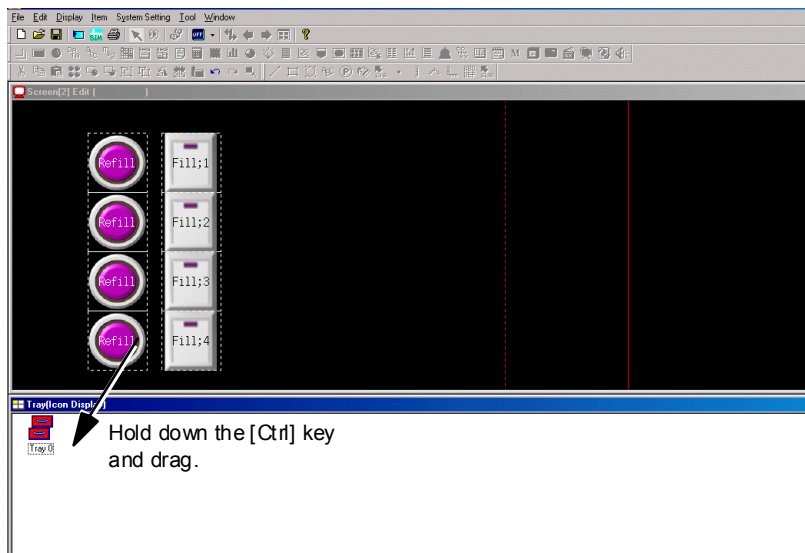 File Edit Display Item System Setting Tool Window
Screen[2] Edit ( )
Refill Fill;1
Refill Fill;2
Refill Fill;3
Refill Fill;4
Tray(Icon Display)
Tray 0
Hold down the [Ctrl] key
and drag.